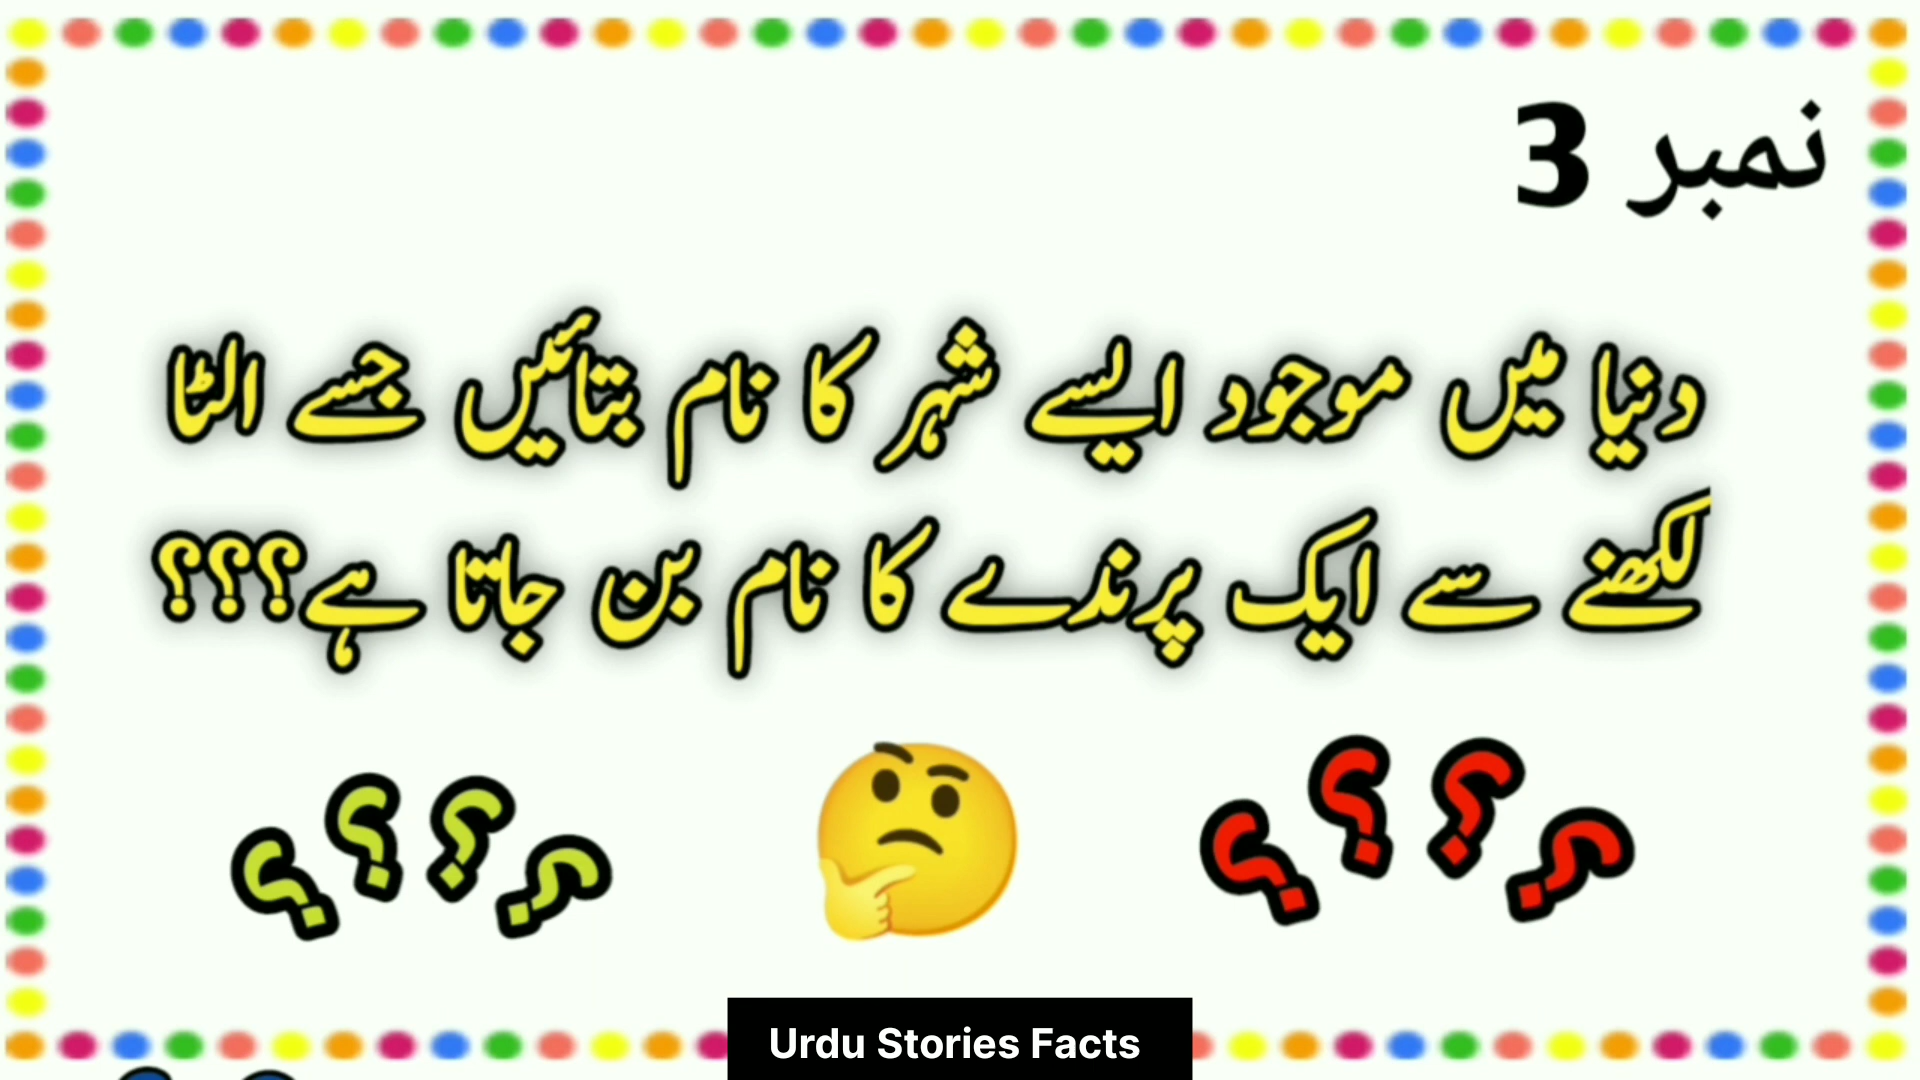 نمبر 3
دنیا میں موجود ایسے شہر کا نام بتائیں جسے الٹا
لکھنے سے ایک پرندے کا نام بن جاتا ہے؟؟؟
؟؟؟؟ ؟؟؟؟
Urdu Stories Facts